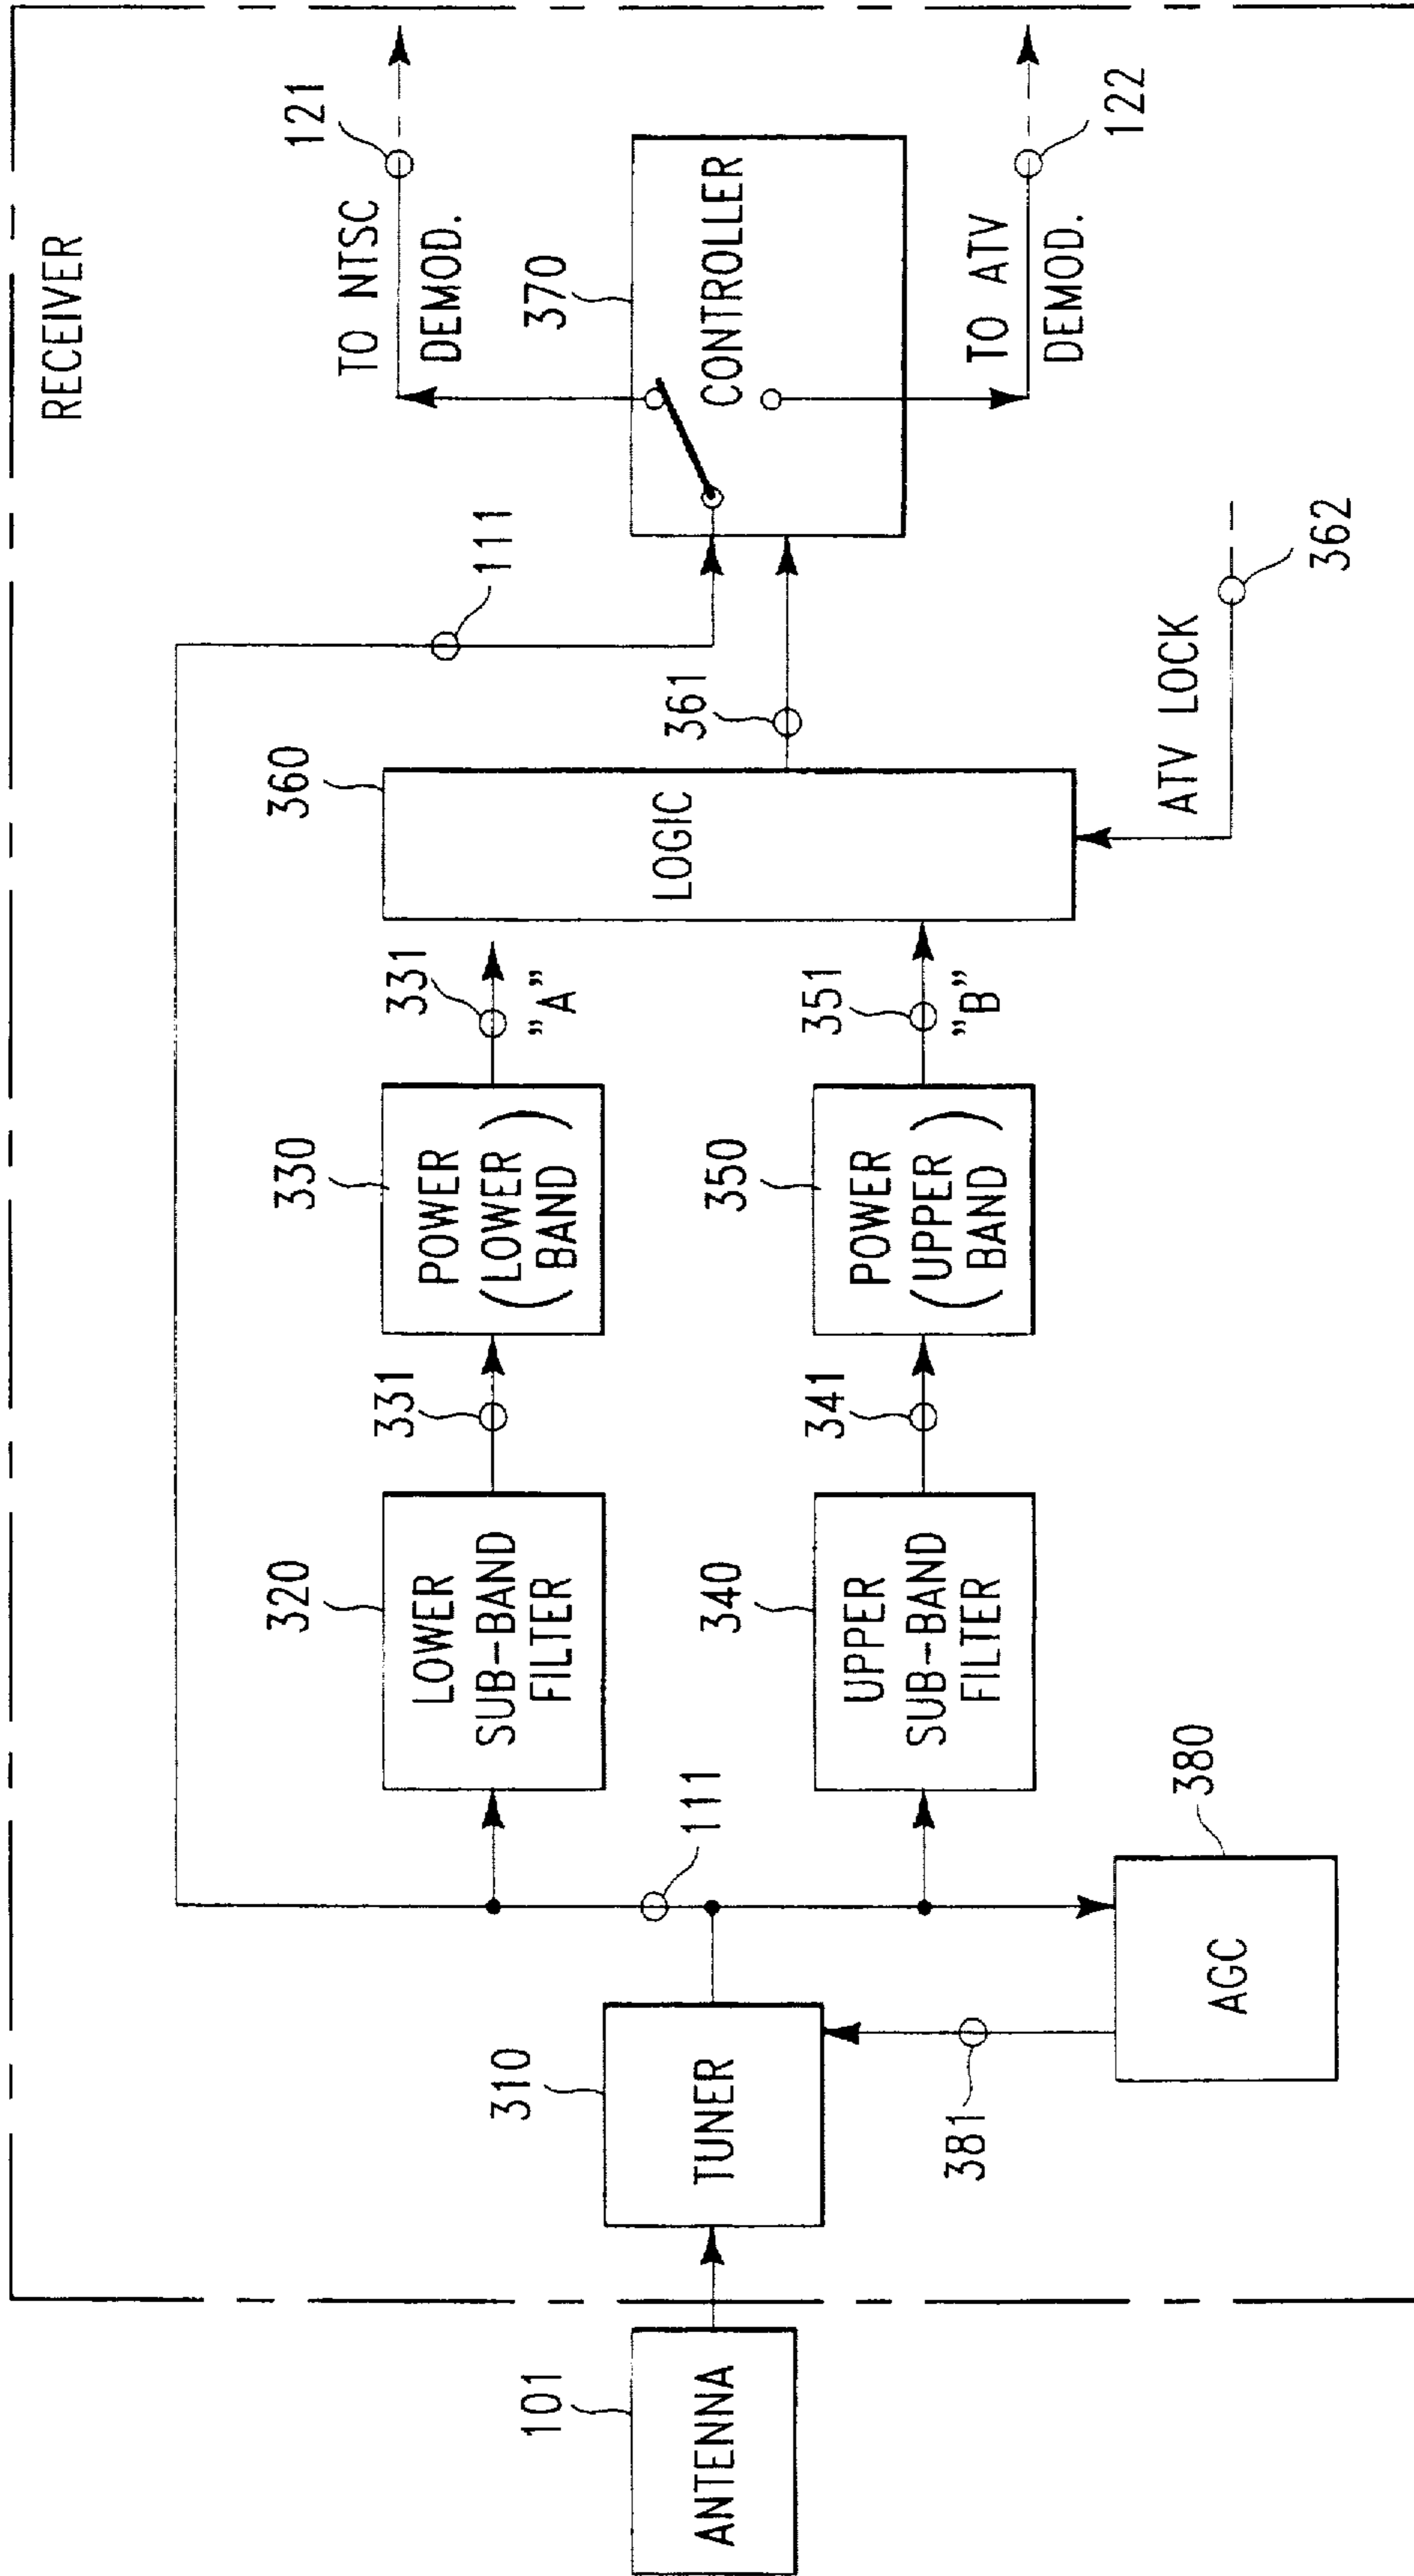 RECEIVER
121
TO NTSC
DEMOD.
111
370
CONTROLLER
360
361
LOGIC
TO ATV
DEMOD.
122
ATV LOCK
362
320
LOWER
SUB-BAND
FILTER
331
330
POWER
(LOWER)
BAND
331
"A"
111
340
UPPER
SUB-BAND
FILTER
341
350
POWER
(UPPER)
BAND
351
"B"
101
ANTENNA
310
TUNER
381
380
AGC